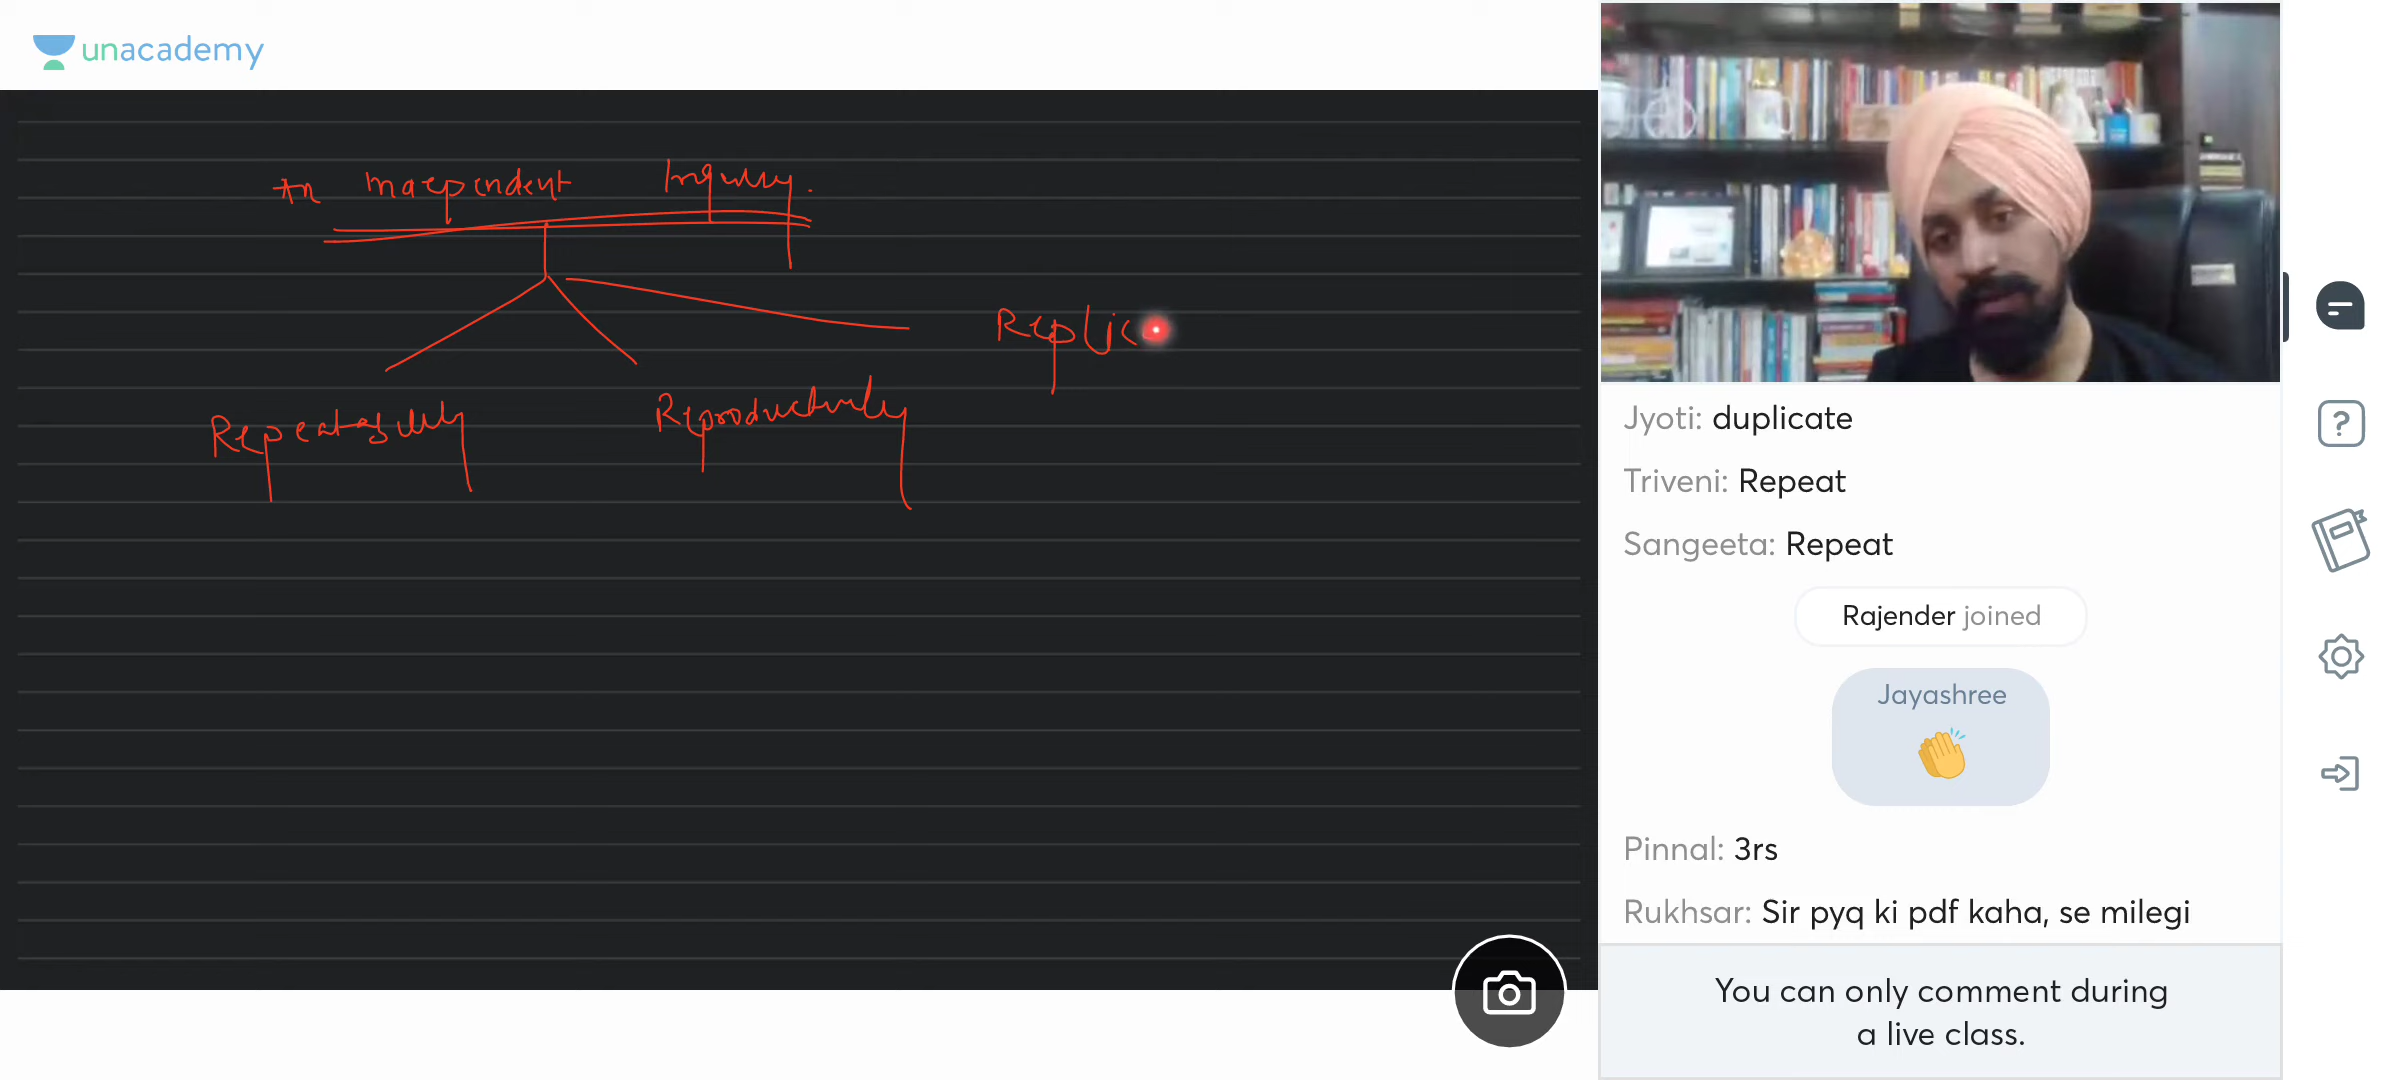 unacademy
An Independent Inquiry.
Replic
Repeatability
Reproductivity
Jyoti: duplicate
Triveni: Repeat
Sangeeta: Repeat
Rajender joined
Jayashree
Pinnal: 3rs
Rukhsar: Sir pyq ki pdf kaha, se milegi
You can only comment during
a live class.